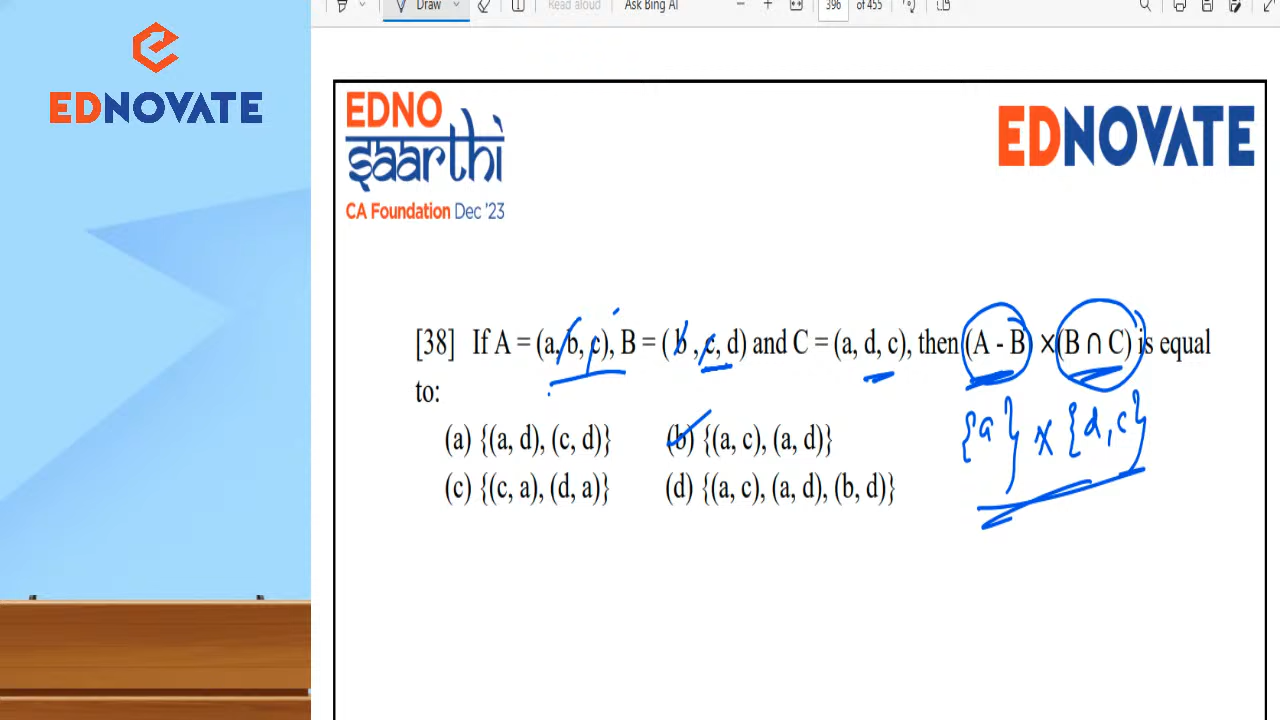 Draw
Read aloud
Ask Bing AI
396 of 455
EDNOVATE
EDNO
saarthi
CA Foundation Dec '23
EDNOVATE
[38] If A = (a, b, c), B = ( b , c, d) and C = (a, d, c), then (A - B) ×(B ∩ C) is equal
to:
{a} × {d, c}
(a) {(a, d), (c, d)} (b) {(a, c), (a, d)}
(c) {(c, a), (d, a)} (d) {(a, c), (a, d), (b, d)}